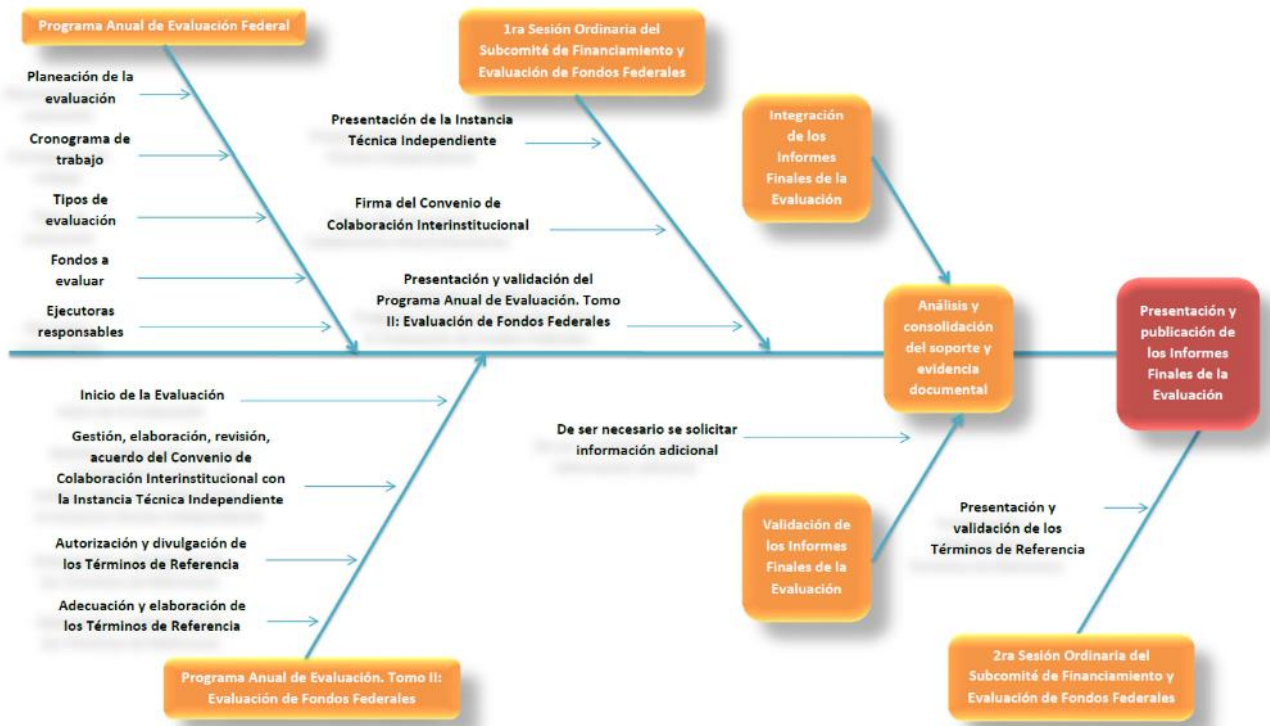 Programa Anual de Evaluación Federal
Planeación de la
evaluación
Cronograma de
trabajo
Tipos de
evaluación
Fondos a
evaluar
Ejecutoras
responsables
1ra Sesión Ordinaria del
Subcomité de Financiamiento y
Evaluación de Fondos Federales
Presentación de la Instancia
Técnica Independiente
Firma del Convenio de
Colaboración Interinstitucional
Presentación y validación del
Programa Anual de Evaluación. Tomo
II: Evaluación de Fondos Federales
Integración
de los
Informes
Finales de la
Evaluación
Análisis y
consolidación
del soporte y
evidencia
documental
Presentación y
publicación de
los Informes
Finales de la
Evaluación
Inicio de la Evaluación
Gestión, elaboración, revisión,
acuerdo del Convenio de
Colaboración Interinstitucional con
la Instancia Técnica Independiente
Autorización y divulgación de
los Términos de Referencia
Adecuación y elaboración de
los Términos de Referencia
Programa Anual de Evaluación. Tomo II:
Evaluación de Fondos Federales
De ser necesario se solicitar
información adicional
Validación de
los Informes
Finales de la
Evaluación
Presentación y
validación de los
Términos de Referencia
2ra Sesión Ordinaria del
Subcomité de Financiamiento y
Evaluación de Fondos Federales